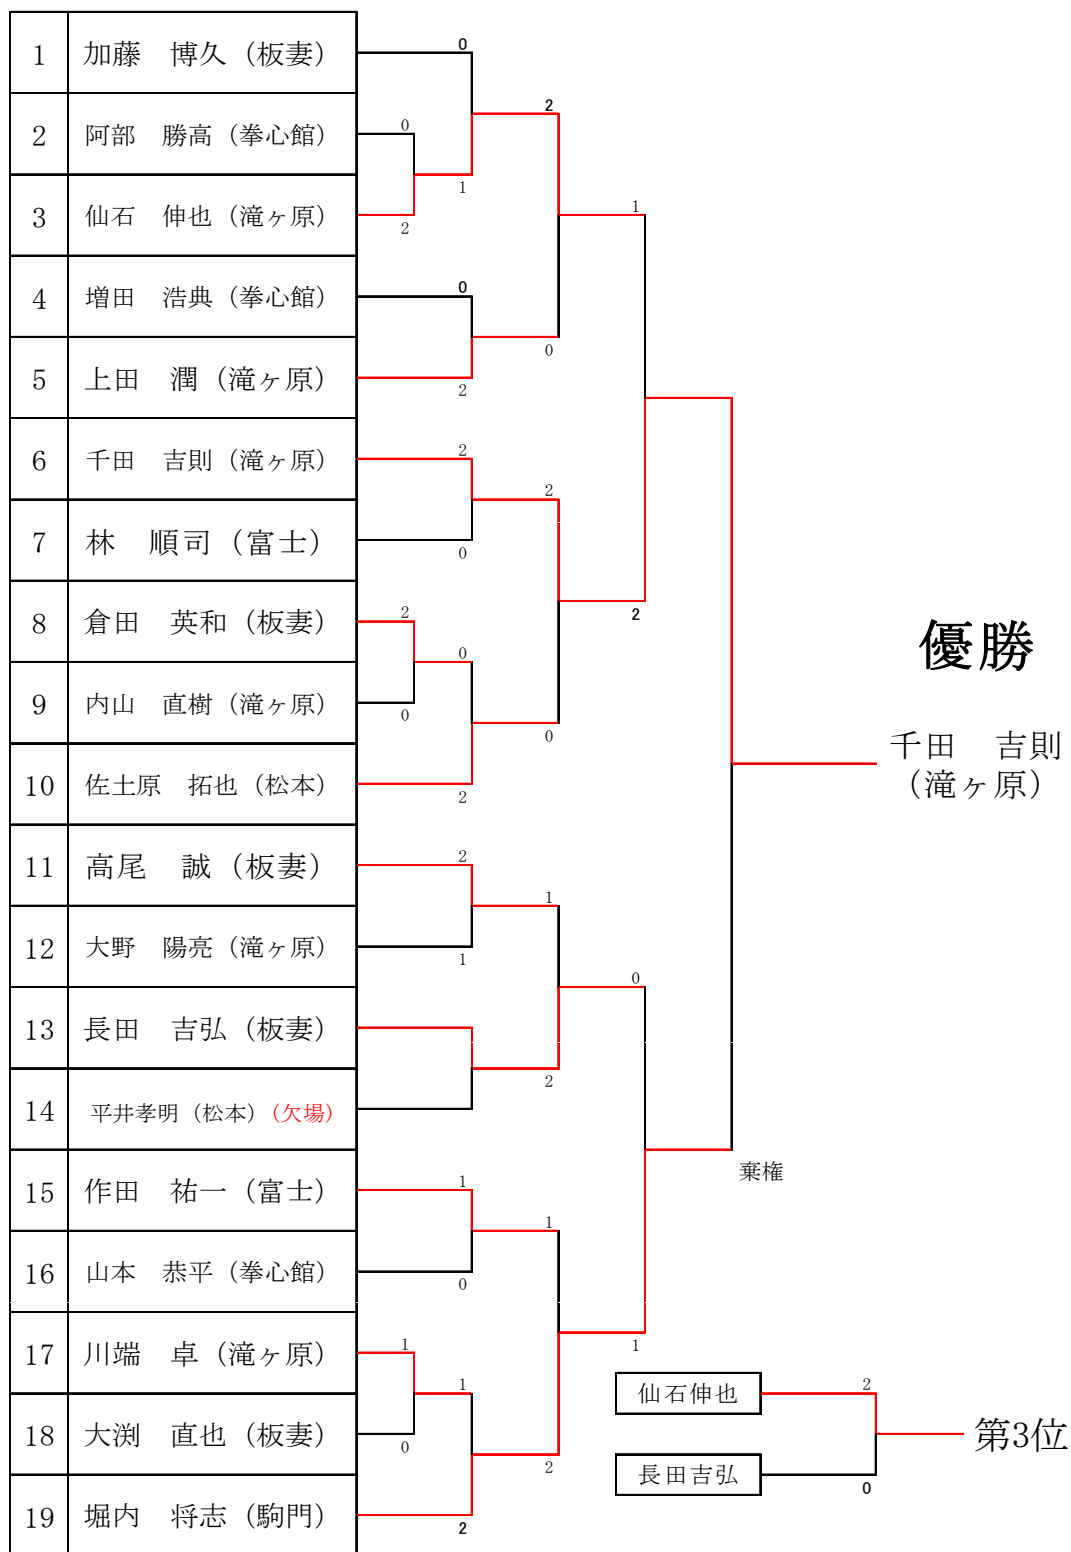 1 加藤　博久（板妻）
2 阿部　勝高（拳心館）
3 仙石　伸也（滝ヶ原）
4 増田　浩典（拳心館）
5 上田　潤（滝ヶ原）
6 千田　吉則（滝ヶ原）
7 林　順司（富士）
8 倉田　英和（板妻）
9 内山　直樹（滝ヶ原）
10 佐土原　拓也（松本）
11 高尾　誠（板妻）
12 大野　陽亮（滝ヶ原）
13 長田　吉弘（板妻）
14 平井孝明（松本）（欠場）
15 作田　祐一（富士）
16 山本　恭平（拳心館）
17 川端　卓（滝ヶ原）
18 大渕　直也（板妻）
19 堀内　将志（駒門）
0
0
2
1
0
2
2
0
2
0
0
2
2
1
1
0
1
0
1
2
2
0
2
0
1
2
1
2
1
2
0
1
棄権
優勝
千田　吉則
（滝ヶ原）
仙石伸也
2
長田吉弘
0
第3位